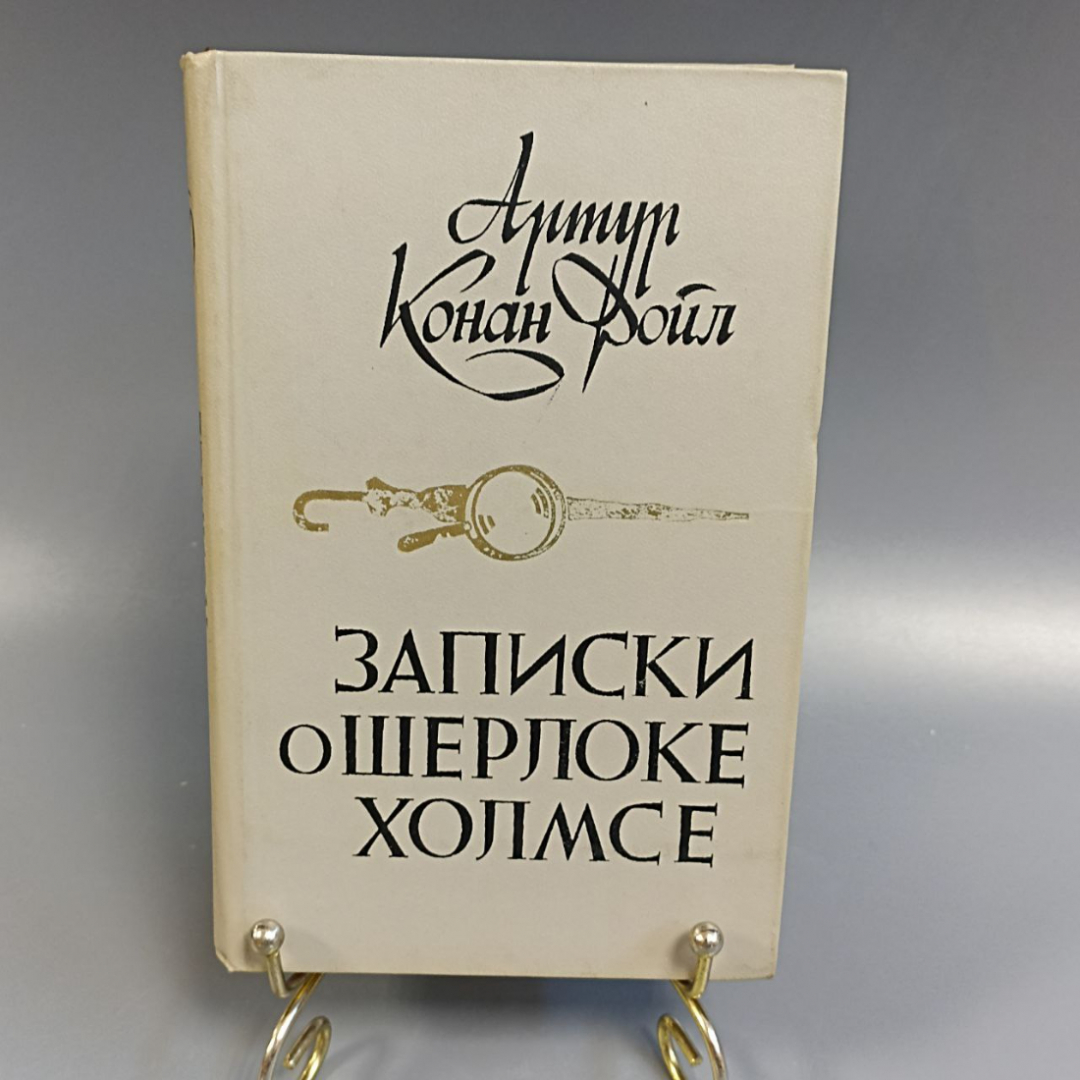 Артур
Конан Дойл
ЗАПИСКИ
о ШЕРЛОКЕ
ХОЛМСЕ